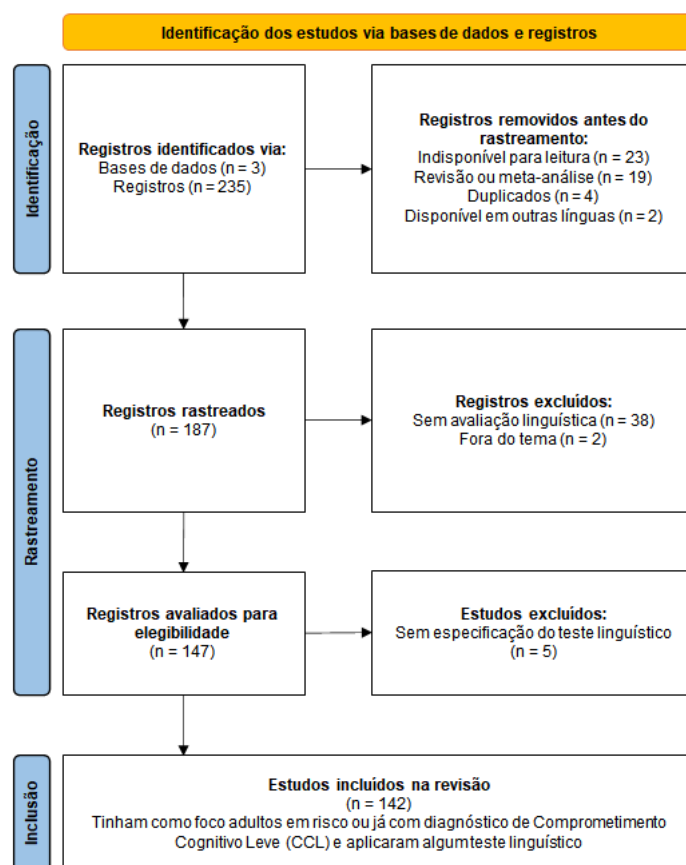 Identificação dos estudos via bases de dados e registros
Identificação
Registros identificados via:
Bases de dados (n = 3)
Registros (n = 235)
Registros removidos antes do
rastreamento:
Indisponível para leitura (n = 23)
Revisão ou meta-análise (n = 19)
Duplicados (n = 4)
Disponível em outras línguas (n = 2)
Rastreamento
Registros rastreados
(n = 187)
Registros excluídos:
Sem avaliação linguística (n = 38)
Fora do tema (n = 2)
Registros avaliados para
elegibilidade
(n = 147)
Estudos excluídos:
Sem especificação do teste linguístico
(n = 5)
Inclusão
Estudos incluídos na revisão
(n = 142)
Tinham como foco adultos em risco ou já com diagnóstico de Comprometimento
Cognitivo Leve (CCL) e aplicaram algum teste linguístico